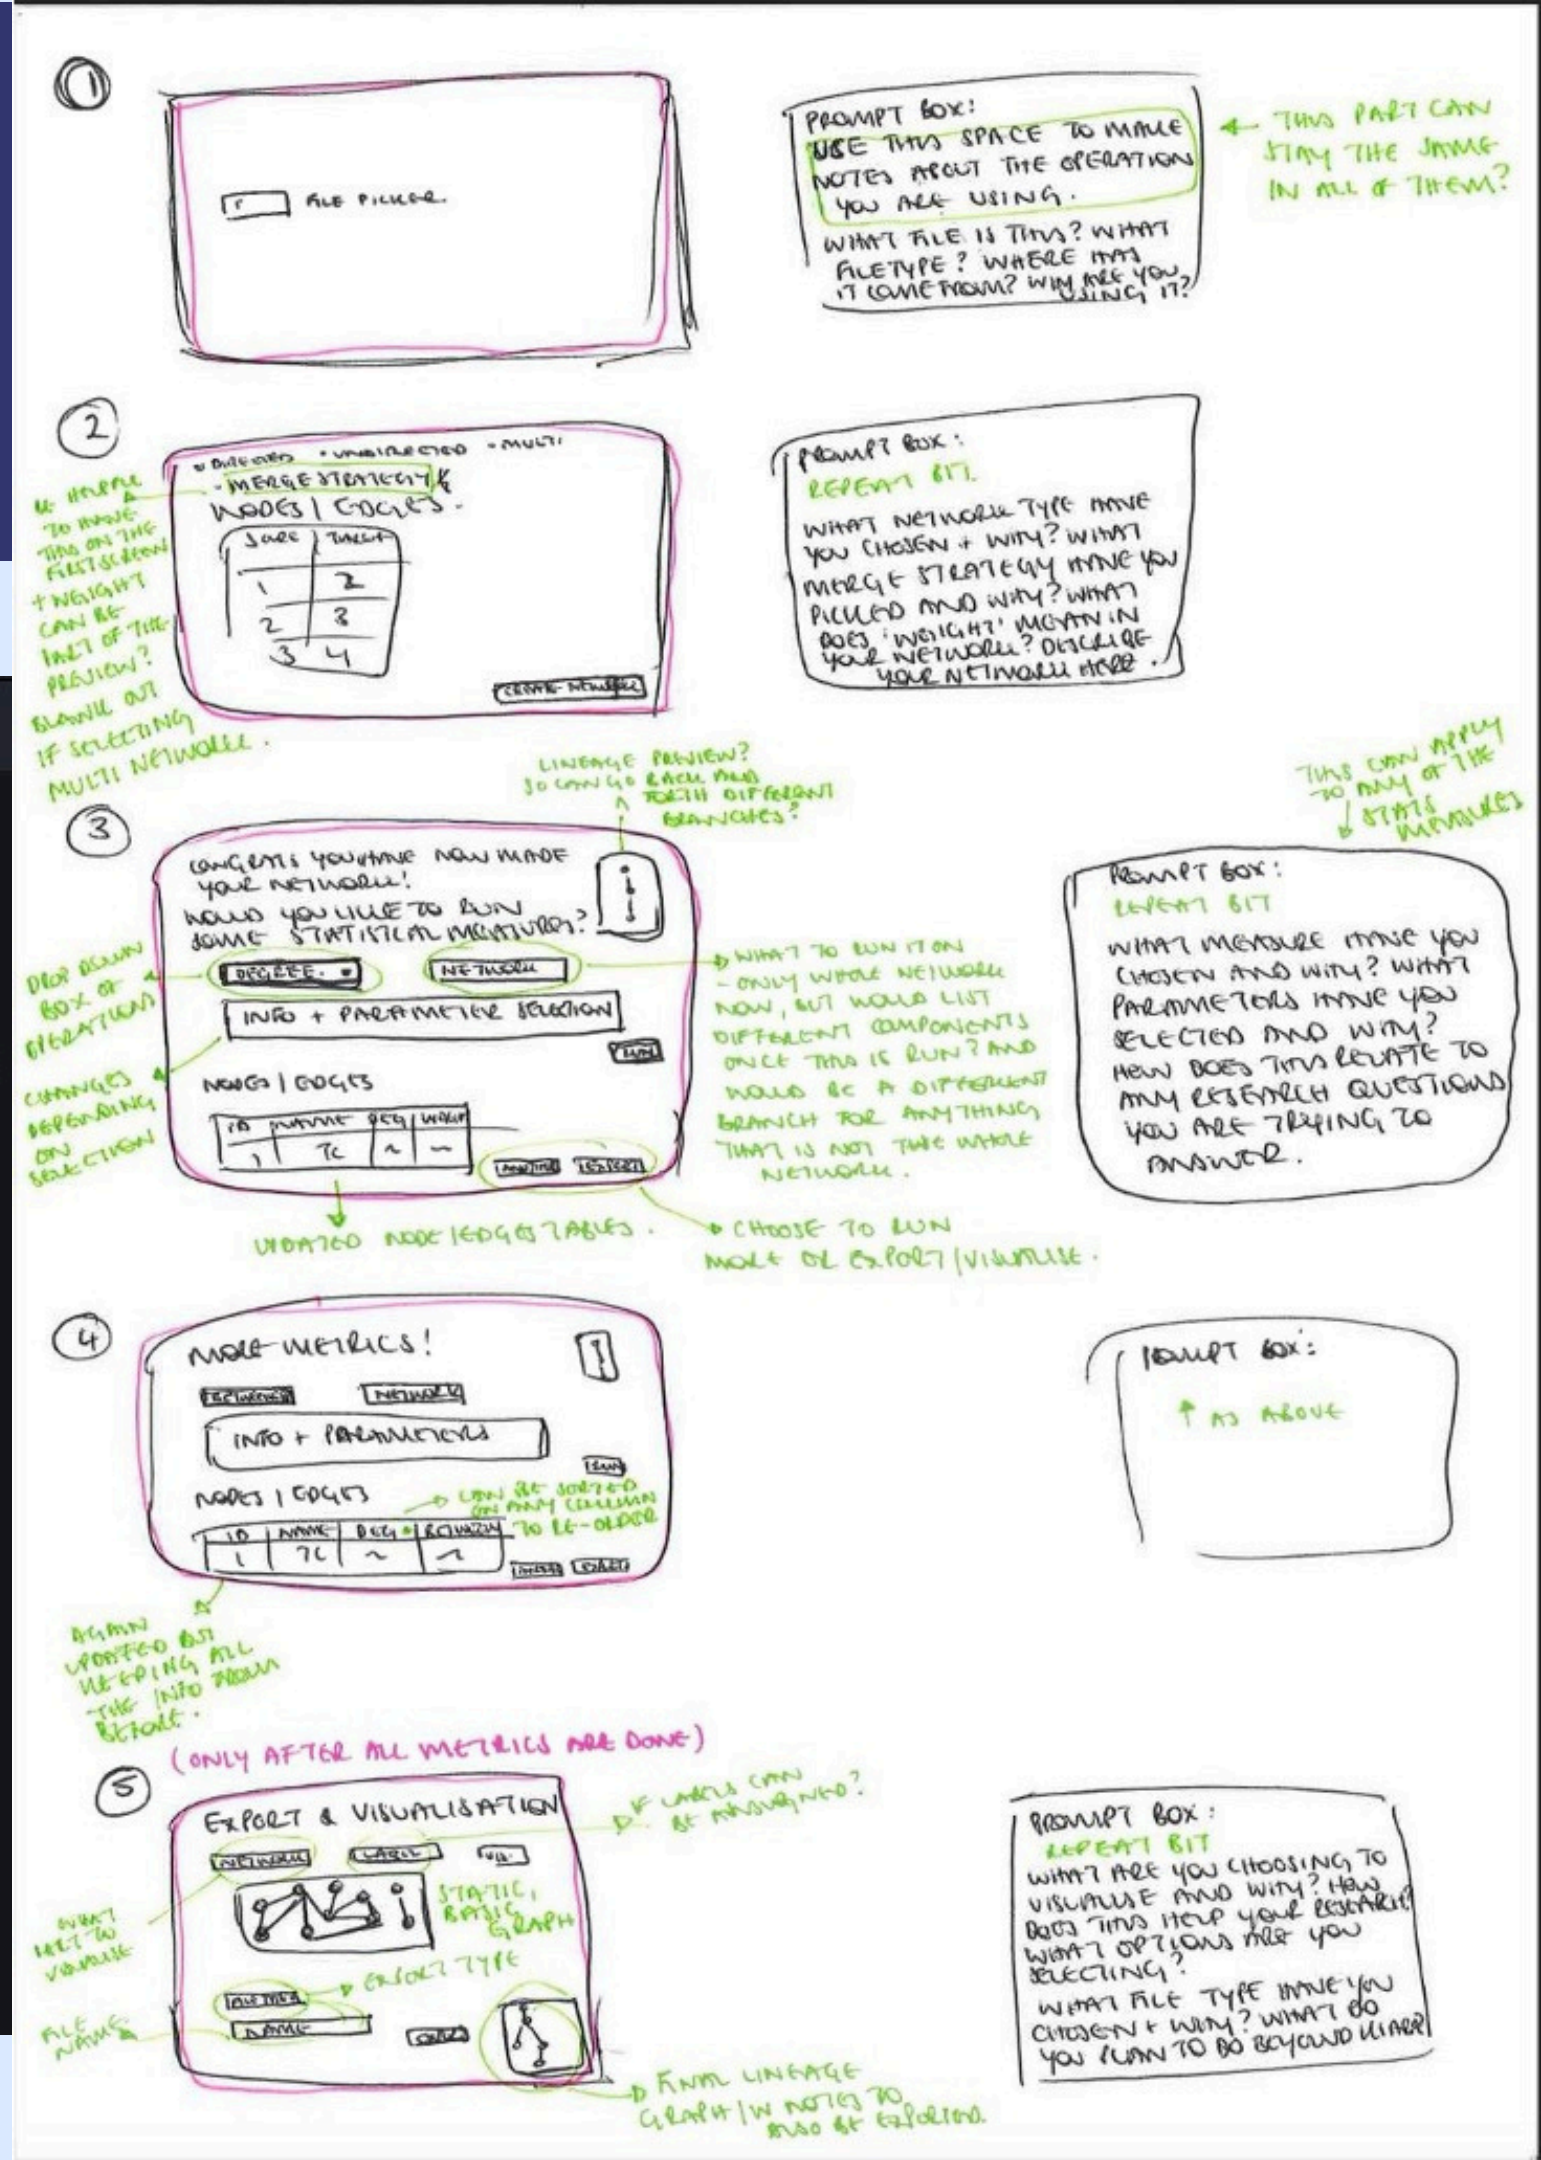 1
FILE PICKER.
PROMPT BOX:
USE THIS SPACE TO MAKE
NOTES ABOUT THE OPERATION
YOU ARE USING.
WHAT FILE IS THIS? WHAT
FILETYPE? WHERE HAS
IT COME FROM? WHY ARE YOU
USING IT?
THIS PART CAN
STAY THE SAME
IN ALL OF THEM?
2
• DIRECTED • UNDIRECTED • MULTI
- MERGE STRATEGY
NODES | EDGES.
TARGET
1 2
2 3
3 4
CREATE NETWORK
BE HELPFUL
TO HAVE
THIS ON THE
FIRST SCREEN
+ WEIGHT
CAN BE
PART OF THE
PREVIEW?
BLANK OUT
IF SELECTING
MULTI NETWORK.
PROMPT BOX:
REPEAT BIT.
WHAT NETWORK TYPE HAVE
YOU CHOSEN + WHY? WHAT
MERGE STRATEGY HAVE YOU
PICKED AND WHY? WHAT
DOES 'WEIGHT' MEAN IN
YOUR NETWORK? DESCRIBE
YOUR NETWORK HERE.
3
LINEAGE PREVIEW?
SO CAN GO BACK AND
FORTH DIFFERENT
BRANCHES?
CONGRATS YOU HAVE NOW MADE
YOUR NETWORK!
WOULD YOU LIKE TO RUN
SOME STATISTICAL MEASURES?
DEGREE. NETWORK
INFO + PARAMETER SELECTION
RUN
NODES | EDGES
ID NAME DEG WEIGHT
1 TC ~ ~
ANOTHER EXPORT
DROP DOWN
BOX OF
OPERATIONS
CHANGES
DEPENDING
ON
SELECTION
WHAT TO RUN IT ON
- ONLY WHOLE NETWORK
NOW, BUT WOULD LIST
DIFFERENT COMPONENTS
ONCE THIS IS RUN? AND
WOULD BE A DIFFERENT
BRANCH FOR ANYTHING
THAT IS NOT THE WHOLE
NETWORK.
UPDATED NODE/EDGES TABLES.
CHOOSE TO RUN
MORE OR EXPORT/VISUALISE.
THIS CAN APPLY
TO ANY OF THE
STATS
MEASURES
PROMPT BOX:
REPEAT BIT
WHAT MEASURE HAVE YOU
CHOSEN AND WHY? WHAT
PARAMETERS HAVE YOU
SELECTED AND WHY?
HOW DOES THIS RELATE TO
ANY RESEARCH QUESTIONS
YOU ARE TRYING TO
ANSWER.
4
MORE METRICS!
NETWORK
INFO + PARAMETERS
RUN
NODES | EDGES
CAN BE SORTED
ON ANY COLUMN
TO RE-ORDER
ID NAME DEG
1 TC ~ ~
EXPORT
AGAIN
UPDATED BUT
KEEPING ALL
THE INFO FROM
BEFORE.
PROMPT BOX:
↑ AS ABOVE
(ONLY AFTER ALL METRICS ARE DONE)
5
EXPORT & VISUALISATION
NETWORK LABEL VIS.
IF LABELS CAN
BE ASSIGNED?
STATIC,
BASIC
GRAPH
WHAT
NET TO
VISUALISE
EXPORT TYPE
FILETYPE
NAME
FILE
NAME
FINAL LINEAGE
GRAPH/W NOTES TO
ALSO BE EXPORTED.
PROMPT BOX:
REPEAT BIT
WHAT ARE YOU CHOOSING TO
VISUALISE AND WHY? HOW
DOES THIS HELP YOUR RESEARCH?
WHAT OPTIONS ARE YOU
SELECTING?
WHAT FILE TYPE HAVE YOU
CHOSEN + WHY? WHAT DO
YOU PLAN TO DO BEYOND